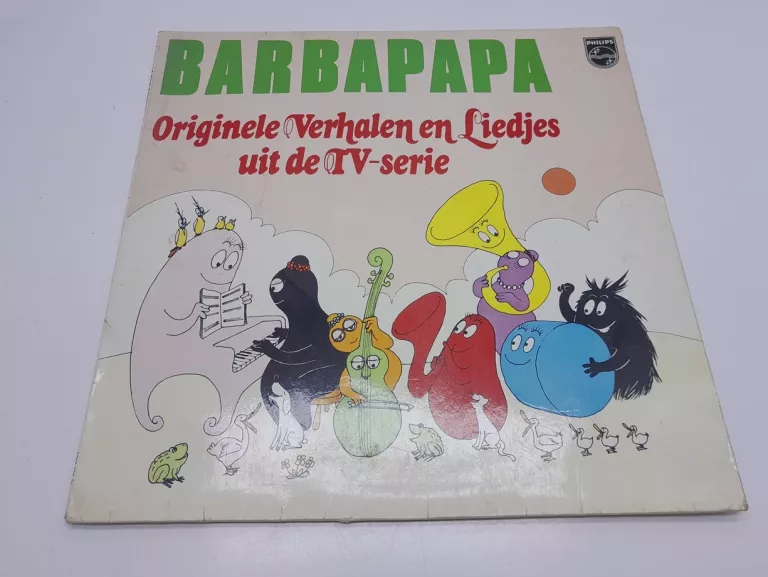 BARBAPAPA
PHILIPS
Originele Verhalen en Liedjes
uit de TV-serie